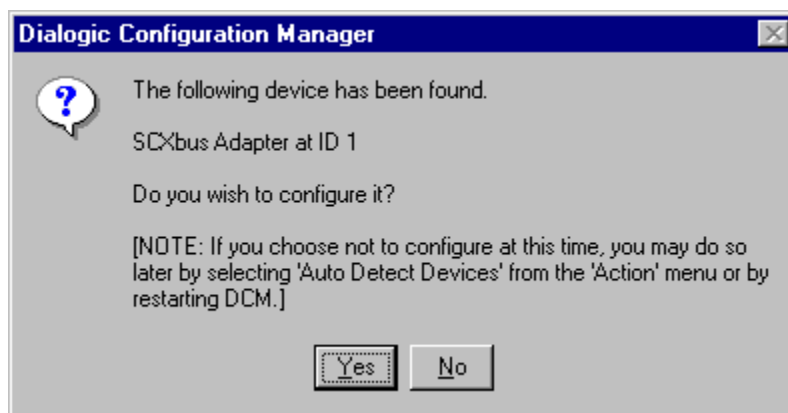 Dialogic Configuration Manager
The following device has been found.
SCXbus Adapter at ID 1
Do you wish to configure it?
[NOTE: If you choose not to configure at this time, you may do so
later by selecting 'Auto Detect Devices' from the 'Action' menu or by
restarting DCM.]
Yes No